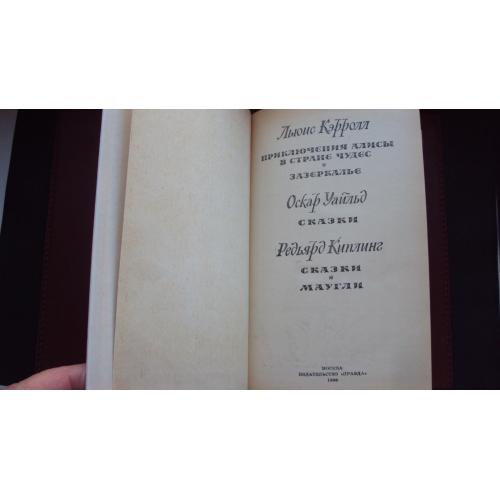 Льюис Кэрролл
ПРИКЛЮЧЕНИЯ АЛИСЫ
В СТРАНЕ ЧУДЕС
ЗАЗЕРКАЛЬЕ
Оскар Уайльд
СКАЗКИ
Редьярд Киплинг
СКАЗКИ
МАУГЛИ
МОСКВА
ИЗДАТЕЛЬСТВО «ПРАВДА»